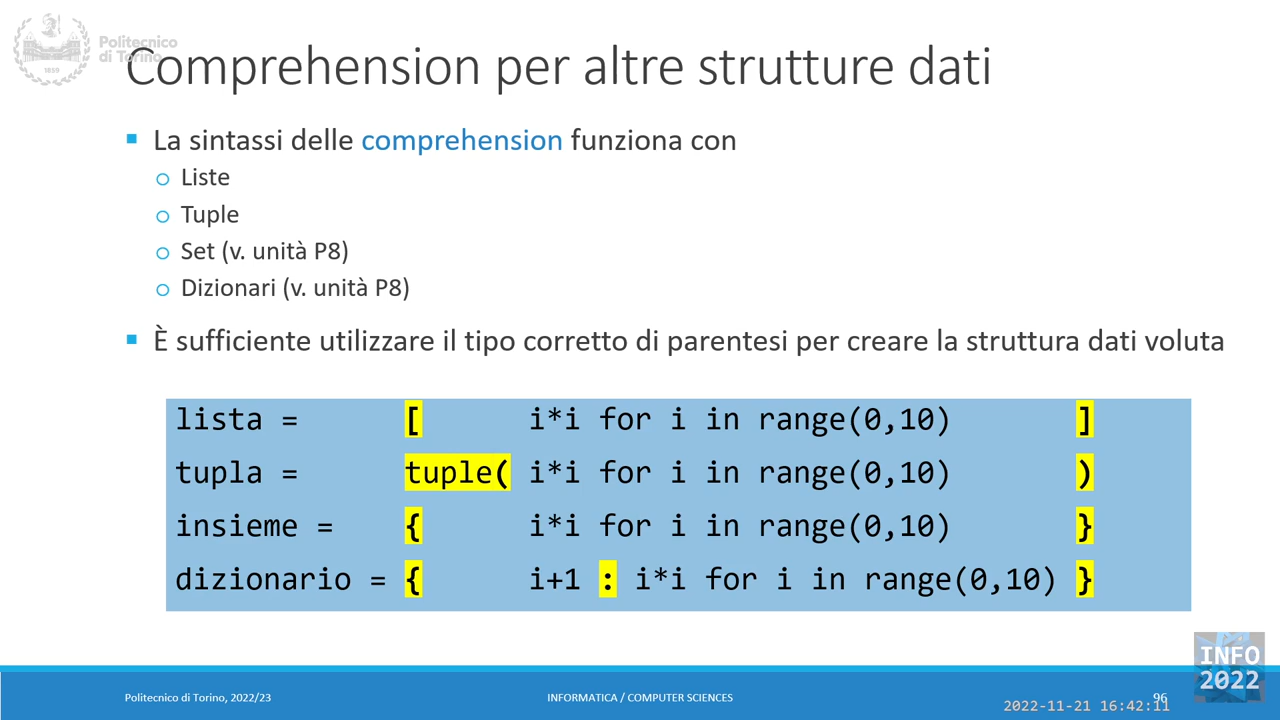 Politecnico
di Torino
1859
Comprehension per altre strutture dati
La sintassi delle comprehension funziona con
Liste
Tuple
Set (v. unità P8)
Dizionari (v. unità P8)
È sufficiente utilizzare il tipo corretto di parentesi per creare la struttura dati voluta
lista = [ i*i for i in range(0,10) ]
tupla = tuple( i*i for i in range(0,10) )
insieme = { i*i for i in range(0,10) }
dizionario = { i+1 : i*i for i in range(0,10) }
INFO
2022
Politecnico di Torino, 2022/23
INFORMATICA / COMPUTER SCIENCES
96
2022-11-21 16:42:11